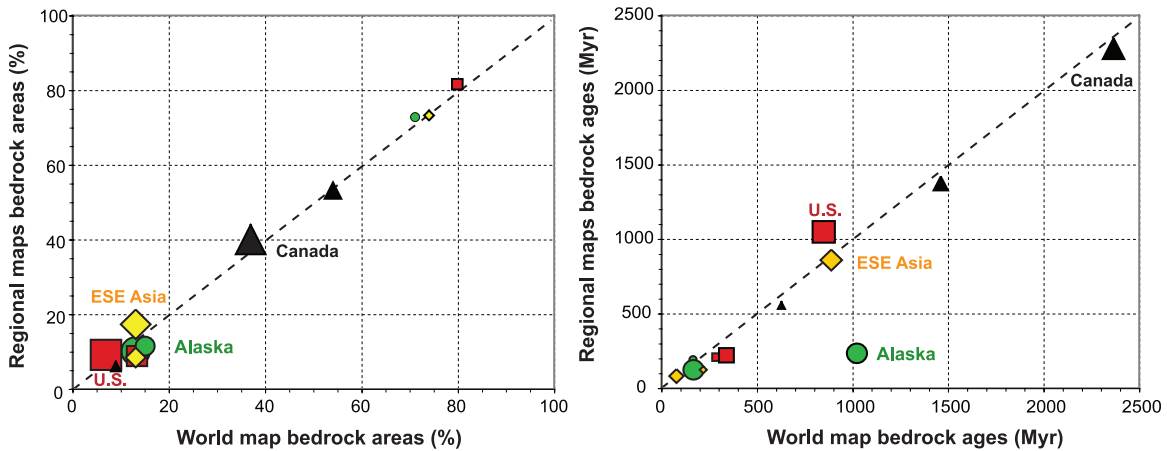 Regional maps bedrock areas (%)
100
80
60
40
20
0
ESE Asia
Canada
Alaska
U.S.
0 20 40 60 80 100
World map bedrock areas (%)
Regional maps bedrock ages (Myr)
2500
2000
1500
1000
500
0
Canada
U.S.
ESE Asia
Alaska
0 500 1000 1500 2000 2500
World map bedrock ages (Myr)